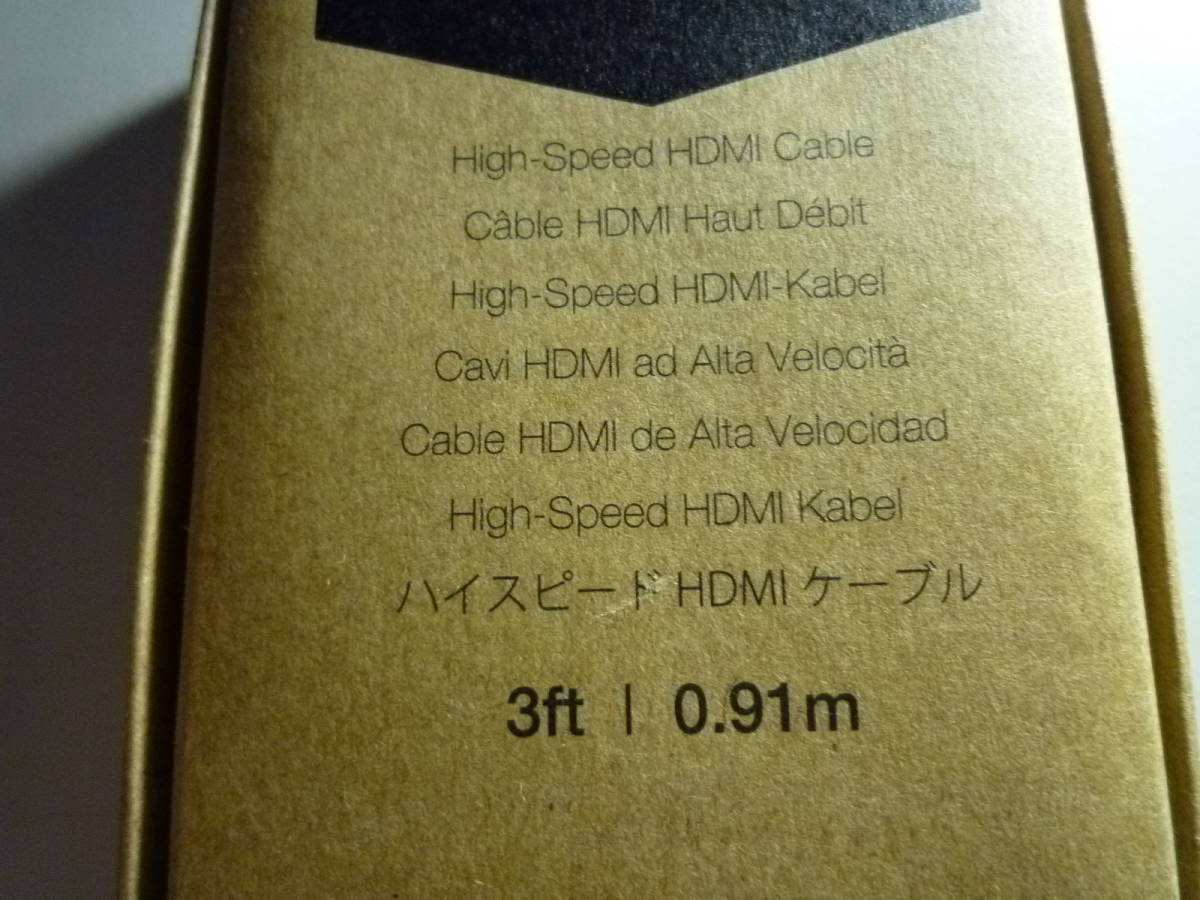 High-Speed HDMI Cable
Câble HDMI Haut Débit
High-Speed HDMI-Kabel
Cavi HDMI ad Alta Velocità
Cable HDMI de Alta Velocidad
High-Speed HDMI Kabel
ハイスピード HDMI ケーブル
3ft | 0.91m